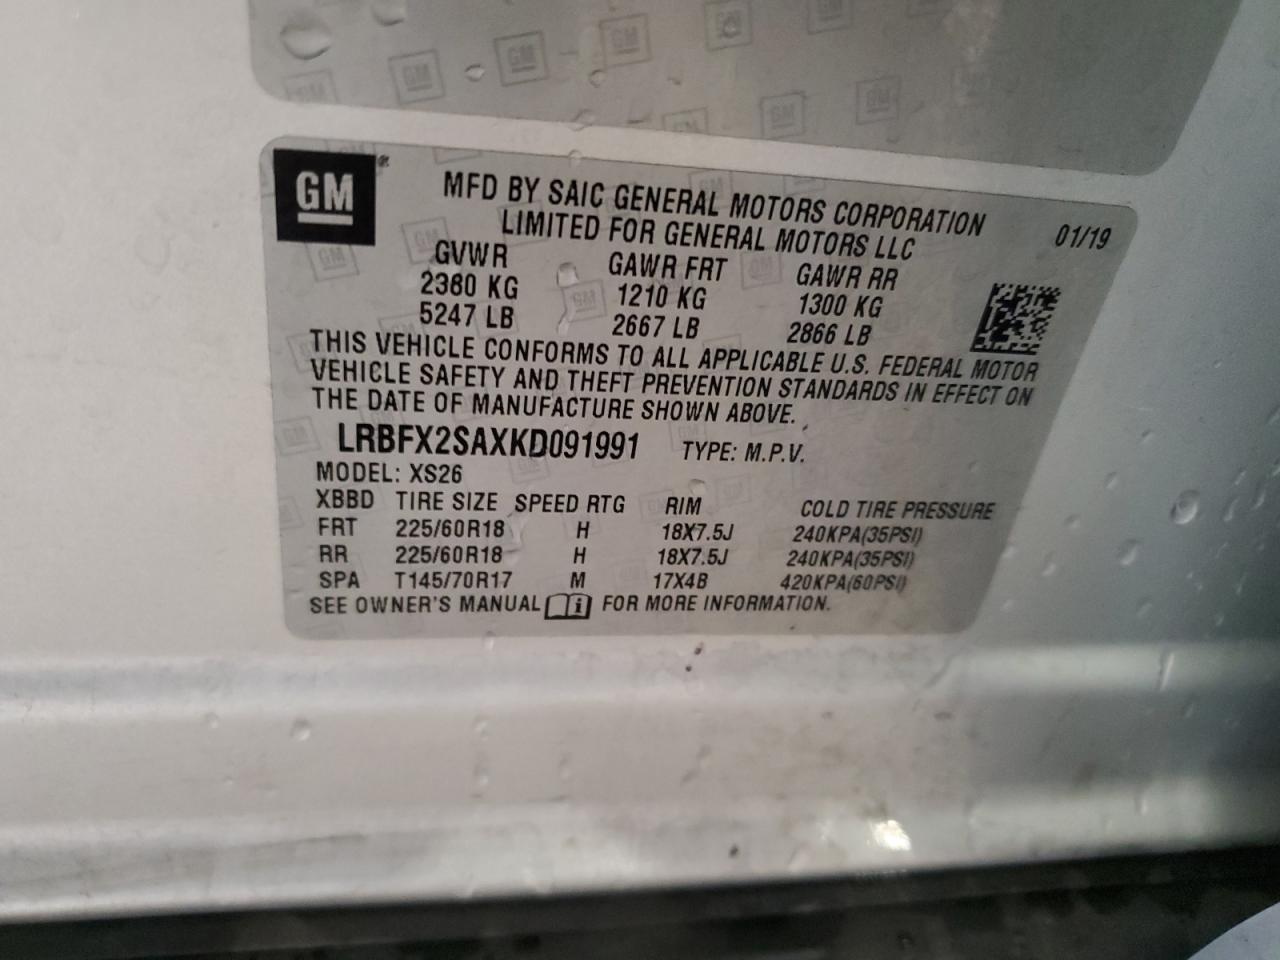 GM
MFD BY SAIC GENERAL MOTORS CORPORATION
LIMITED FOR GENERAL MOTORS LLC
01/19
GVWR GAWR FRT GAWR RR
2380 KG 1210 KG 1300 KG
5247 LB 2667 LB 2866 LB
THIS VEHICLE CONFORMS TO ALL APPLICABLE U.S. FEDERAL MOTOR
VEHICLE SAFETY AND THEFT PREVENTION STANDARDS IN EFFECT ON
THE DATE OF MANUFACTURE SHOWN ABOVE.
LRBFX2SAXKD091991 TYPE: M.P.V.
MODEL: XS26
XBBD TIRE SIZE SPEED RTG RIM COLD TIRE PRESSURE
FRT 225/60R18 H 18X7.5J 240KPA(35PSI)
RR 225/60R18 H 18X7.5J 240KPA(35PSI)
SPA T145/70R17 M 17X4B 420KPA(60PSI)
SEE OWNER'S MANUAL i FOR MORE INFORMATION.